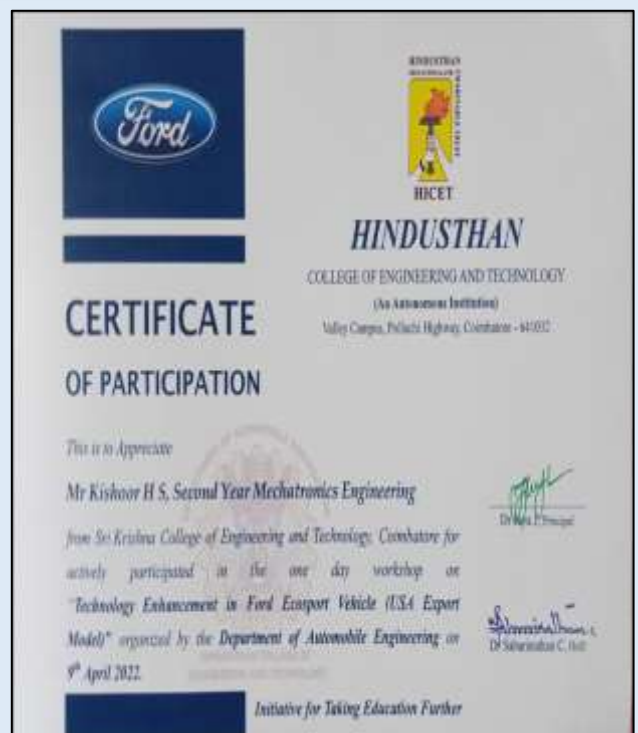 Ford
HINDUSTHAN
HICET
HINDUSTHAN
COLLEGE OF ENGINEERING AND TECHNOLOGY
(An Autonomous Institution)
Valley Campus, Pollachi Highway, Coimbatore - 641032
CERTIFICATE
OF PARTICIPATION
This is to Appreciate
Mr Kishoor H S, Second Year Mechatronics Engineering
from Sri Krishna College of Engineering and Technology, Coimbatore for
actively participated in the one day workshop on
"Technology Enhancement in Ford Ecosport Vehicle (USA Export
Model)" organized by the Department of Automobile Engineering on
9th April 2022.
Principal
Dr C, HoD
Initiative for Taking Education Further